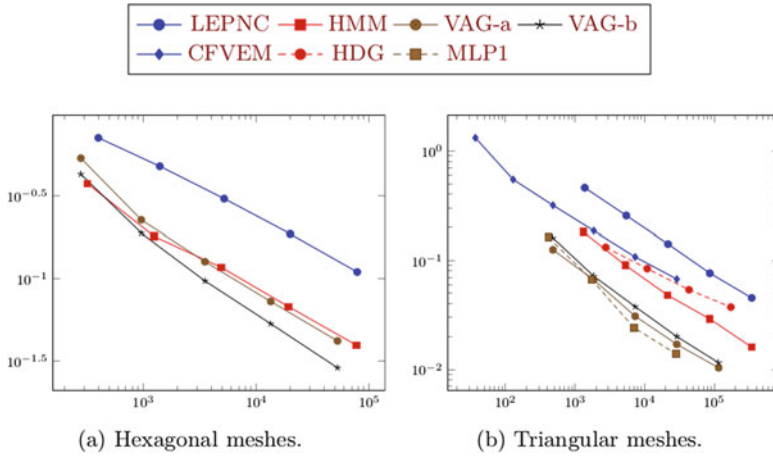 LEPNC HMM VAG-a VAG-b
CFVEM HDG MLP1
10^−0.5
10^−1
10^−1.5
10^3 10^4 10^5
10^0
10^−1
10^−2
10^2 10^3 10^4 10^5
(a) Hexagonal meshes.
(b) Triangular meshes.